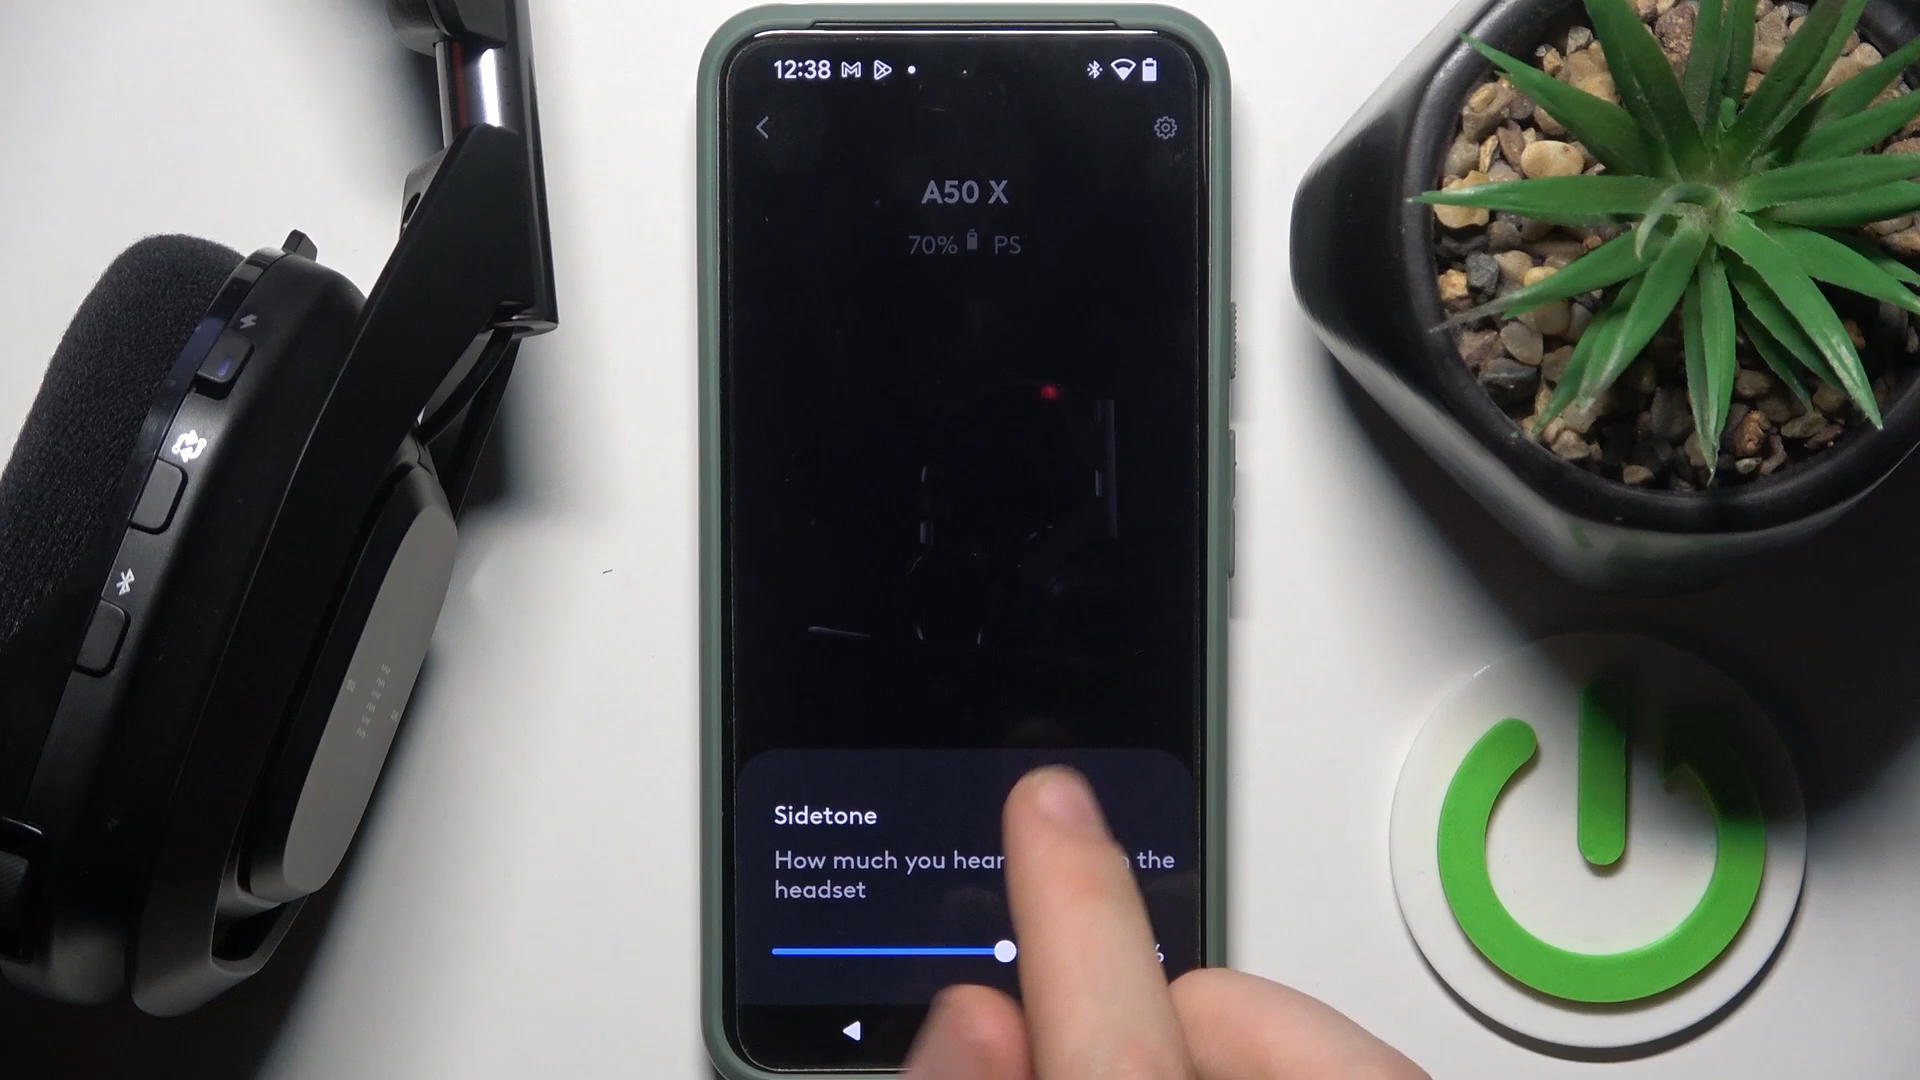 12:38
A50 X
70% PS
Sidetone
How much you hear the
headset
%